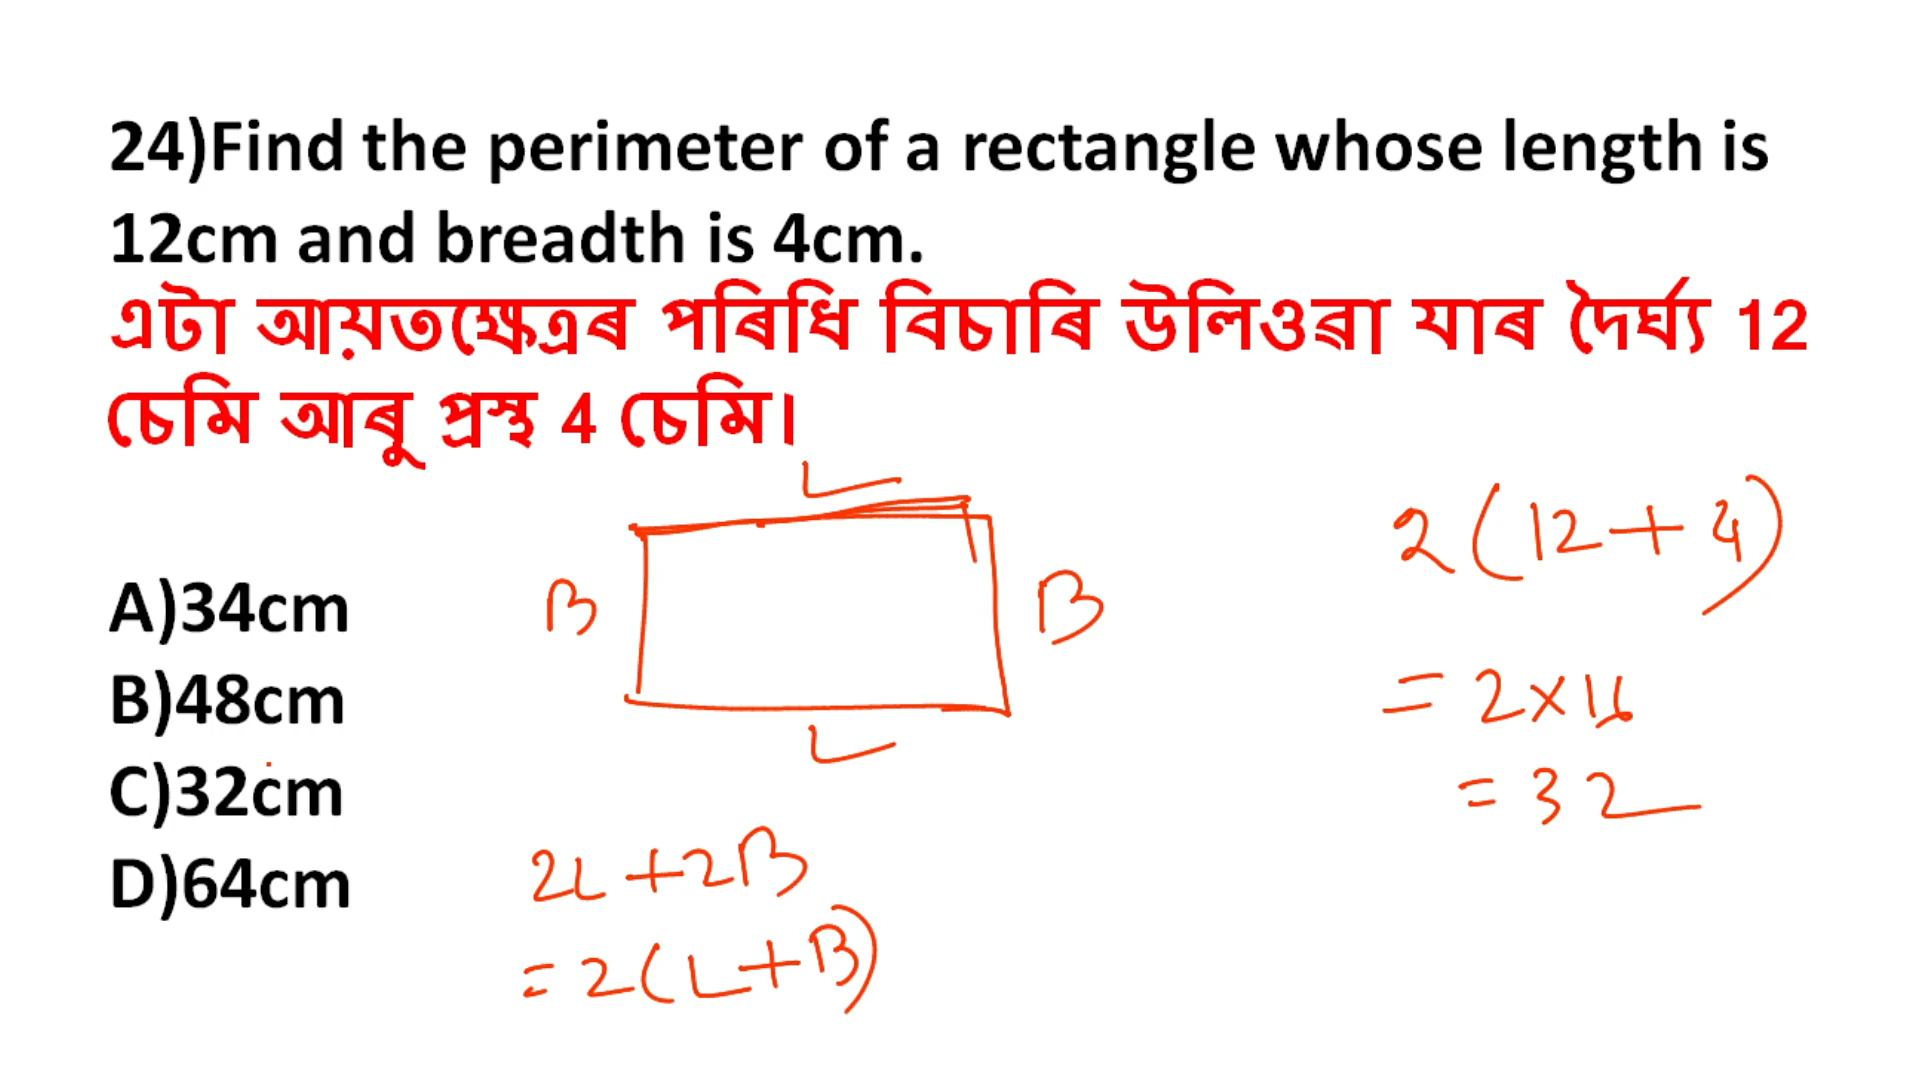 24)Find the perimeter of a rectangle whose length is
12cm and breadth is 4cm.
এটা আয়তক্ষেত্ৰৰ পৰিধি বিচাৰি উলিওৱা যাৰ দৈৰ্ঘ্য 12
চেমি আৰু প্ৰস্থ 4 চেমি।
L
B
B
L
A)34cm
B)48cm
C)32cm
D)64cm
2L+2B
=2(L+B)
2(12+4)
=2×16
=32